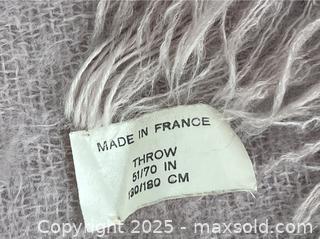 MADE IN FRANCE
THROW
51/70 IN
130/180 CM
Copyright © 2025 - maxsold.com